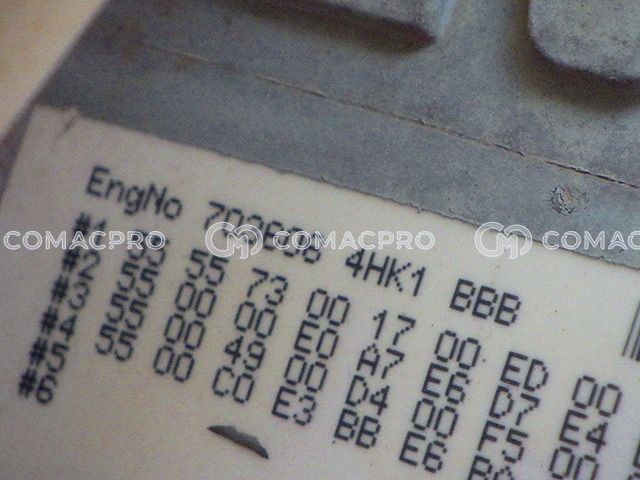 EngNo 4HK1 BBB
#1 55 73 00 17 00 ED 00
#2 55 00 00 E0 A7 E6 D7 E4
#3 55 00 49 00 D4 00 F5 00
#4 55 00 C0 E3 BB E6
#5
#6
COMACPRO
COMACPRO
COMACPRO